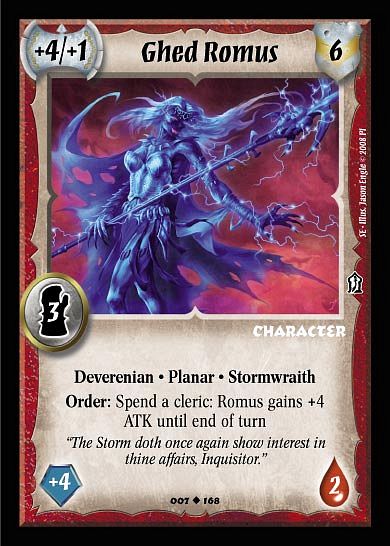 +4/+1
Ghed Romus
6
SE - Illus. Jason Engle © 2008 PI
3
CHARACTER
Deverenian • Planar • Stormwraith
Order: Spend a cleric: Romus gains +4
ATK until end of turn
“The Storm doth once again show interest in
thine affairs, Inquisitor.”
+4
007 ◆ 168
2